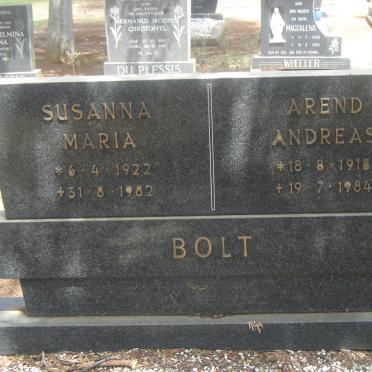 HERMANUS JACOBUS
CHRISTOFFEL
DU PLESSIS
MAGDALENA
SUSANNA
MARIA
*6·4·1922
+31·8·1982
AREND
ANDREAS
*18·8·1918
+19·7·1984
BOLT